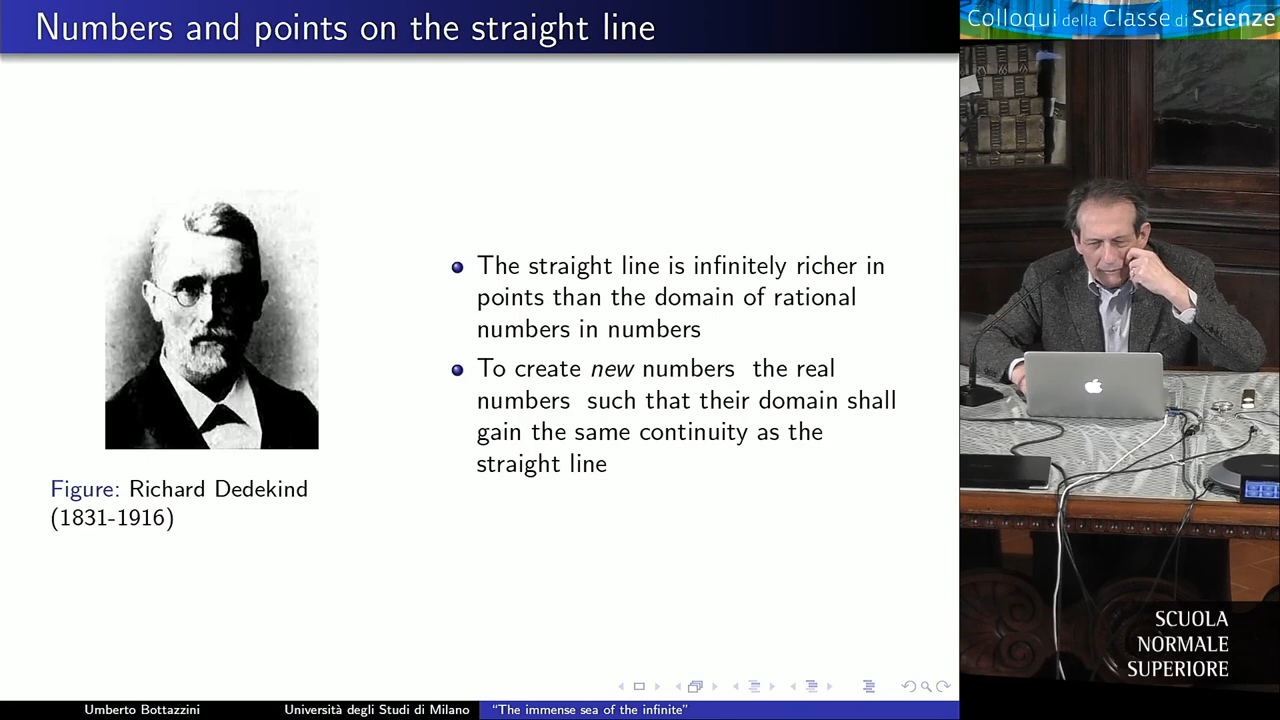 Numbers and points on the straight line
The straight line is infinitely richer in
points than the domain of rational
numbers in numbers
To create new numbers the real
numbers such that their domain shall
gain the same continuity as the
straight line
Figure: Richard Dedekind
(1831-1916)
Umberto Bottazzini
Università degli Studi di Milano
“The immense sea of the infinite”
Colloqui della Classe di Scienze
SCUOLA
NORMALE
SUPERIORE